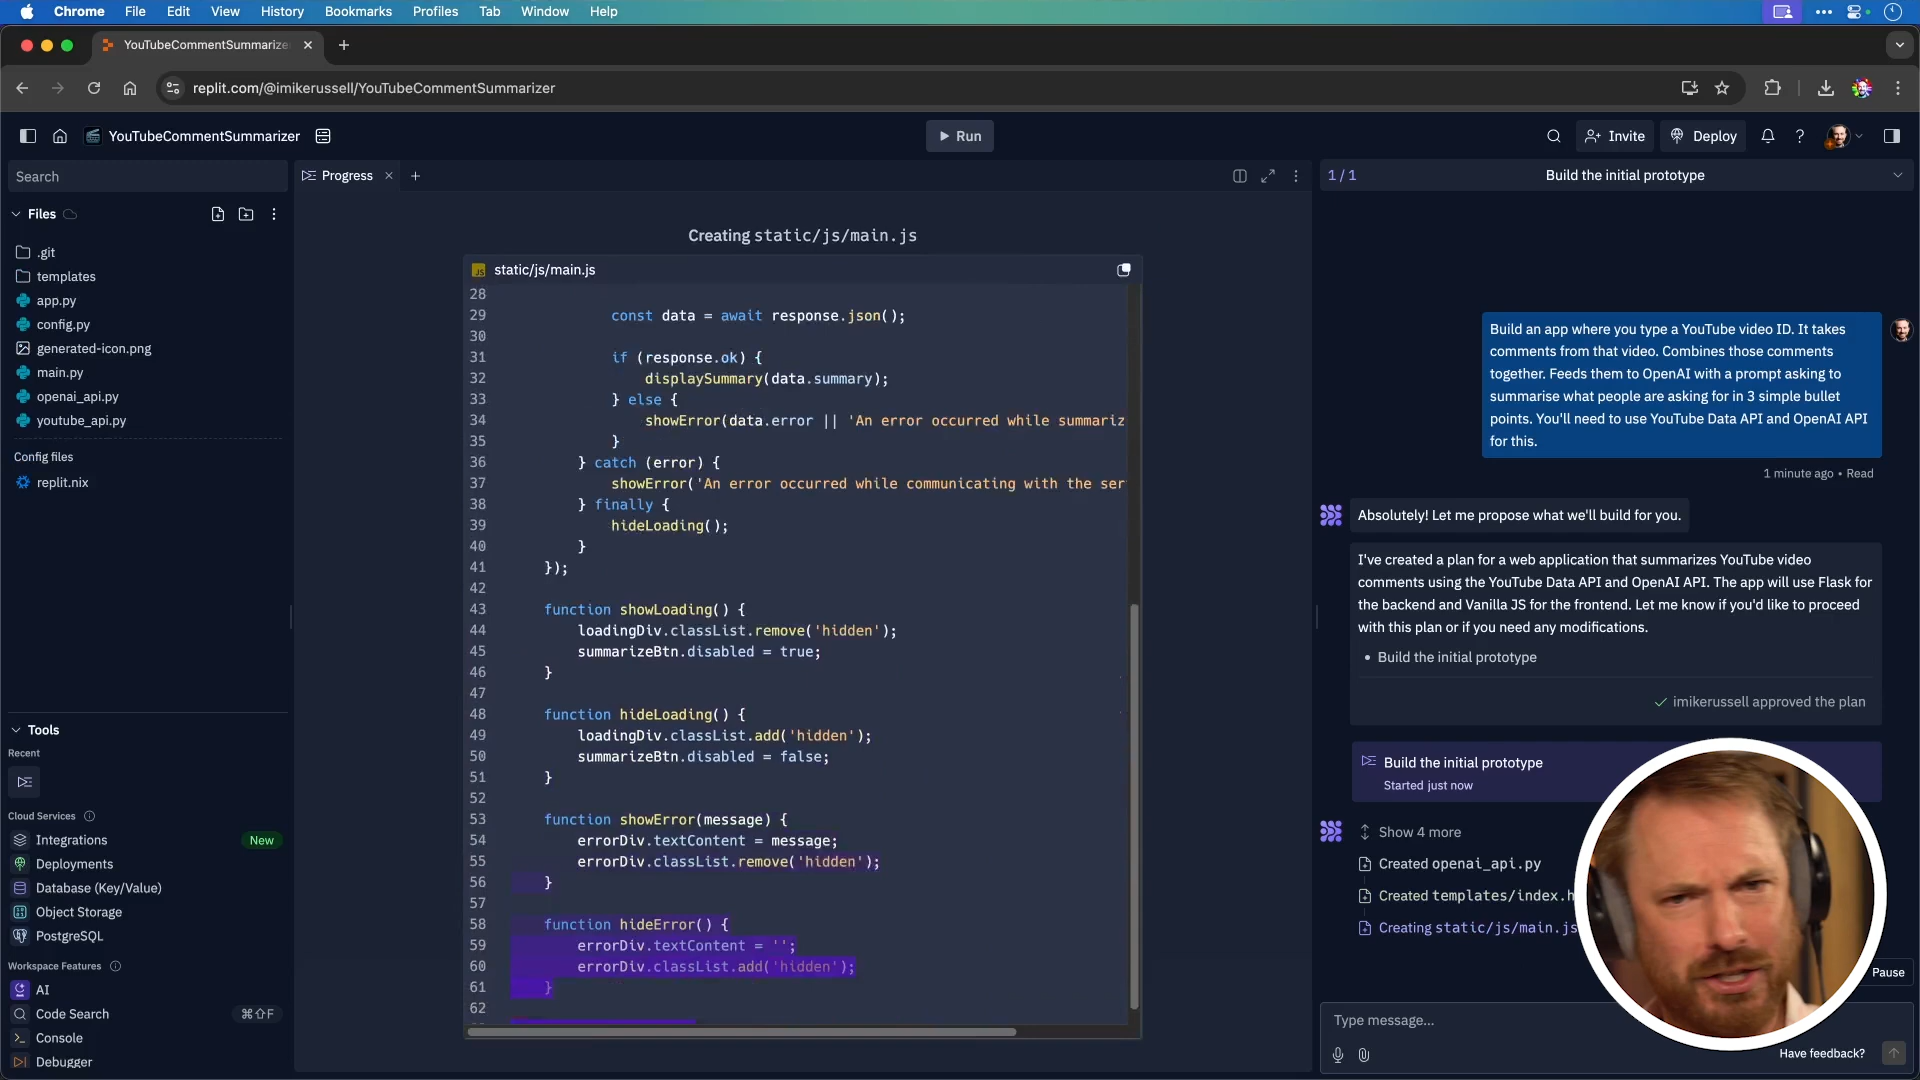 Chrome File Edit View History Bookmarks Profiles Tab Window Help
YouTubeCommentSummarize
replit.com/@imikerussell/YouTubeCommentSummarizer
YouTubeCommentSummarizer
Run
Invite
Deploy
Search
Files
.git
templates
app.py
config.py
generated-icon.png
main.py
openai_api.py
youtube_api.py
Config files
replit.nix
Tools
Recent
Cloud Services
Integrations New
Deployments
Database (Key/Value)
Object Storage
PostgreSQL
Workspace Features
AI
Code Search ⌘⇧F
Console
Debugger
Progress
Creating static/js/main.js
JS static/js/main.js
28
29 const data = await response.json();
30
31 if (response.ok) {
32 displaySummary(data.summary);
33 } else {
34 showError(data.error || 'An error occurred while summariz
35 }
36 } catch (error) {
37 showError('An error occurred while communicating with the ser
38 } finally {
39 hideLoading();
40 }
41 });
42
43 function showLoading() {
44 loadingDiv.classList.remove('hidden');
45 summarizeBtn.disabled = true;
46 }
47
48 function hideLoading() {
49 loadingDiv.classList.add('hidden');
50 summarizeBtn.disabled = false;
51 }
52
53 function showError(message) {
54 errorDiv.textContent = message;
55 errorDiv.classList.remove('hidden');
56 }
57
58 function hideError() {
59 errorDiv.textContent = '';
60 errorDiv.classList.add('hidden');
61 }
62
1 / 1 Build the initial prototype
Build an app where you type a YouTube video ID. It takes
comments from that video. Combines those comments
together. Feeds them to OpenAI with a prompt asking to
summarise what people are asking for in 3 simple bullet
points. You'll need to use YouTube Data API and OpenAI API
for this.
1 minute ago • Read
Absolutely! Let me propose what we'll build for you.
I've created a plan for a web application that summarizes YouTube video
comments using the YouTube Data API and OpenAI API. The app will use Flask for
the backend and Vanilla JS for the frontend. Let me know if you'd like to proceed
with this plan or if you need any modifications.
• Build the initial prototype
imikerussell approved the plan
Build the initial prototype
Started just now
Show 4 more
Created openai_api.py
Created templates/index.h
Creating static/js/main.js
Pause
Type message...
Have feedback?